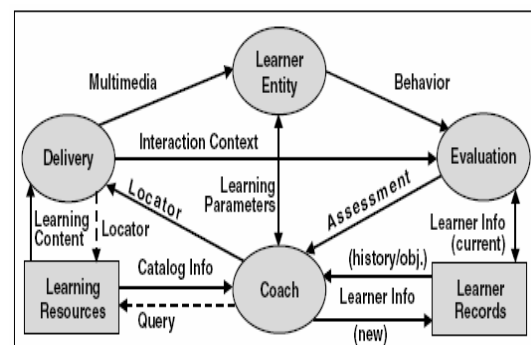 Learner
Entity
Multimedia
Behavior
Delivery
Interaction Context
Evaluation
Learning
Parameters
Locator
Assessment
Learning
Content
Locator
Learner Info
(current)
Learning
Resources
Catalog Info
Query
Coach
(history/obj.)
Learner Info
(new)
Learner
Records